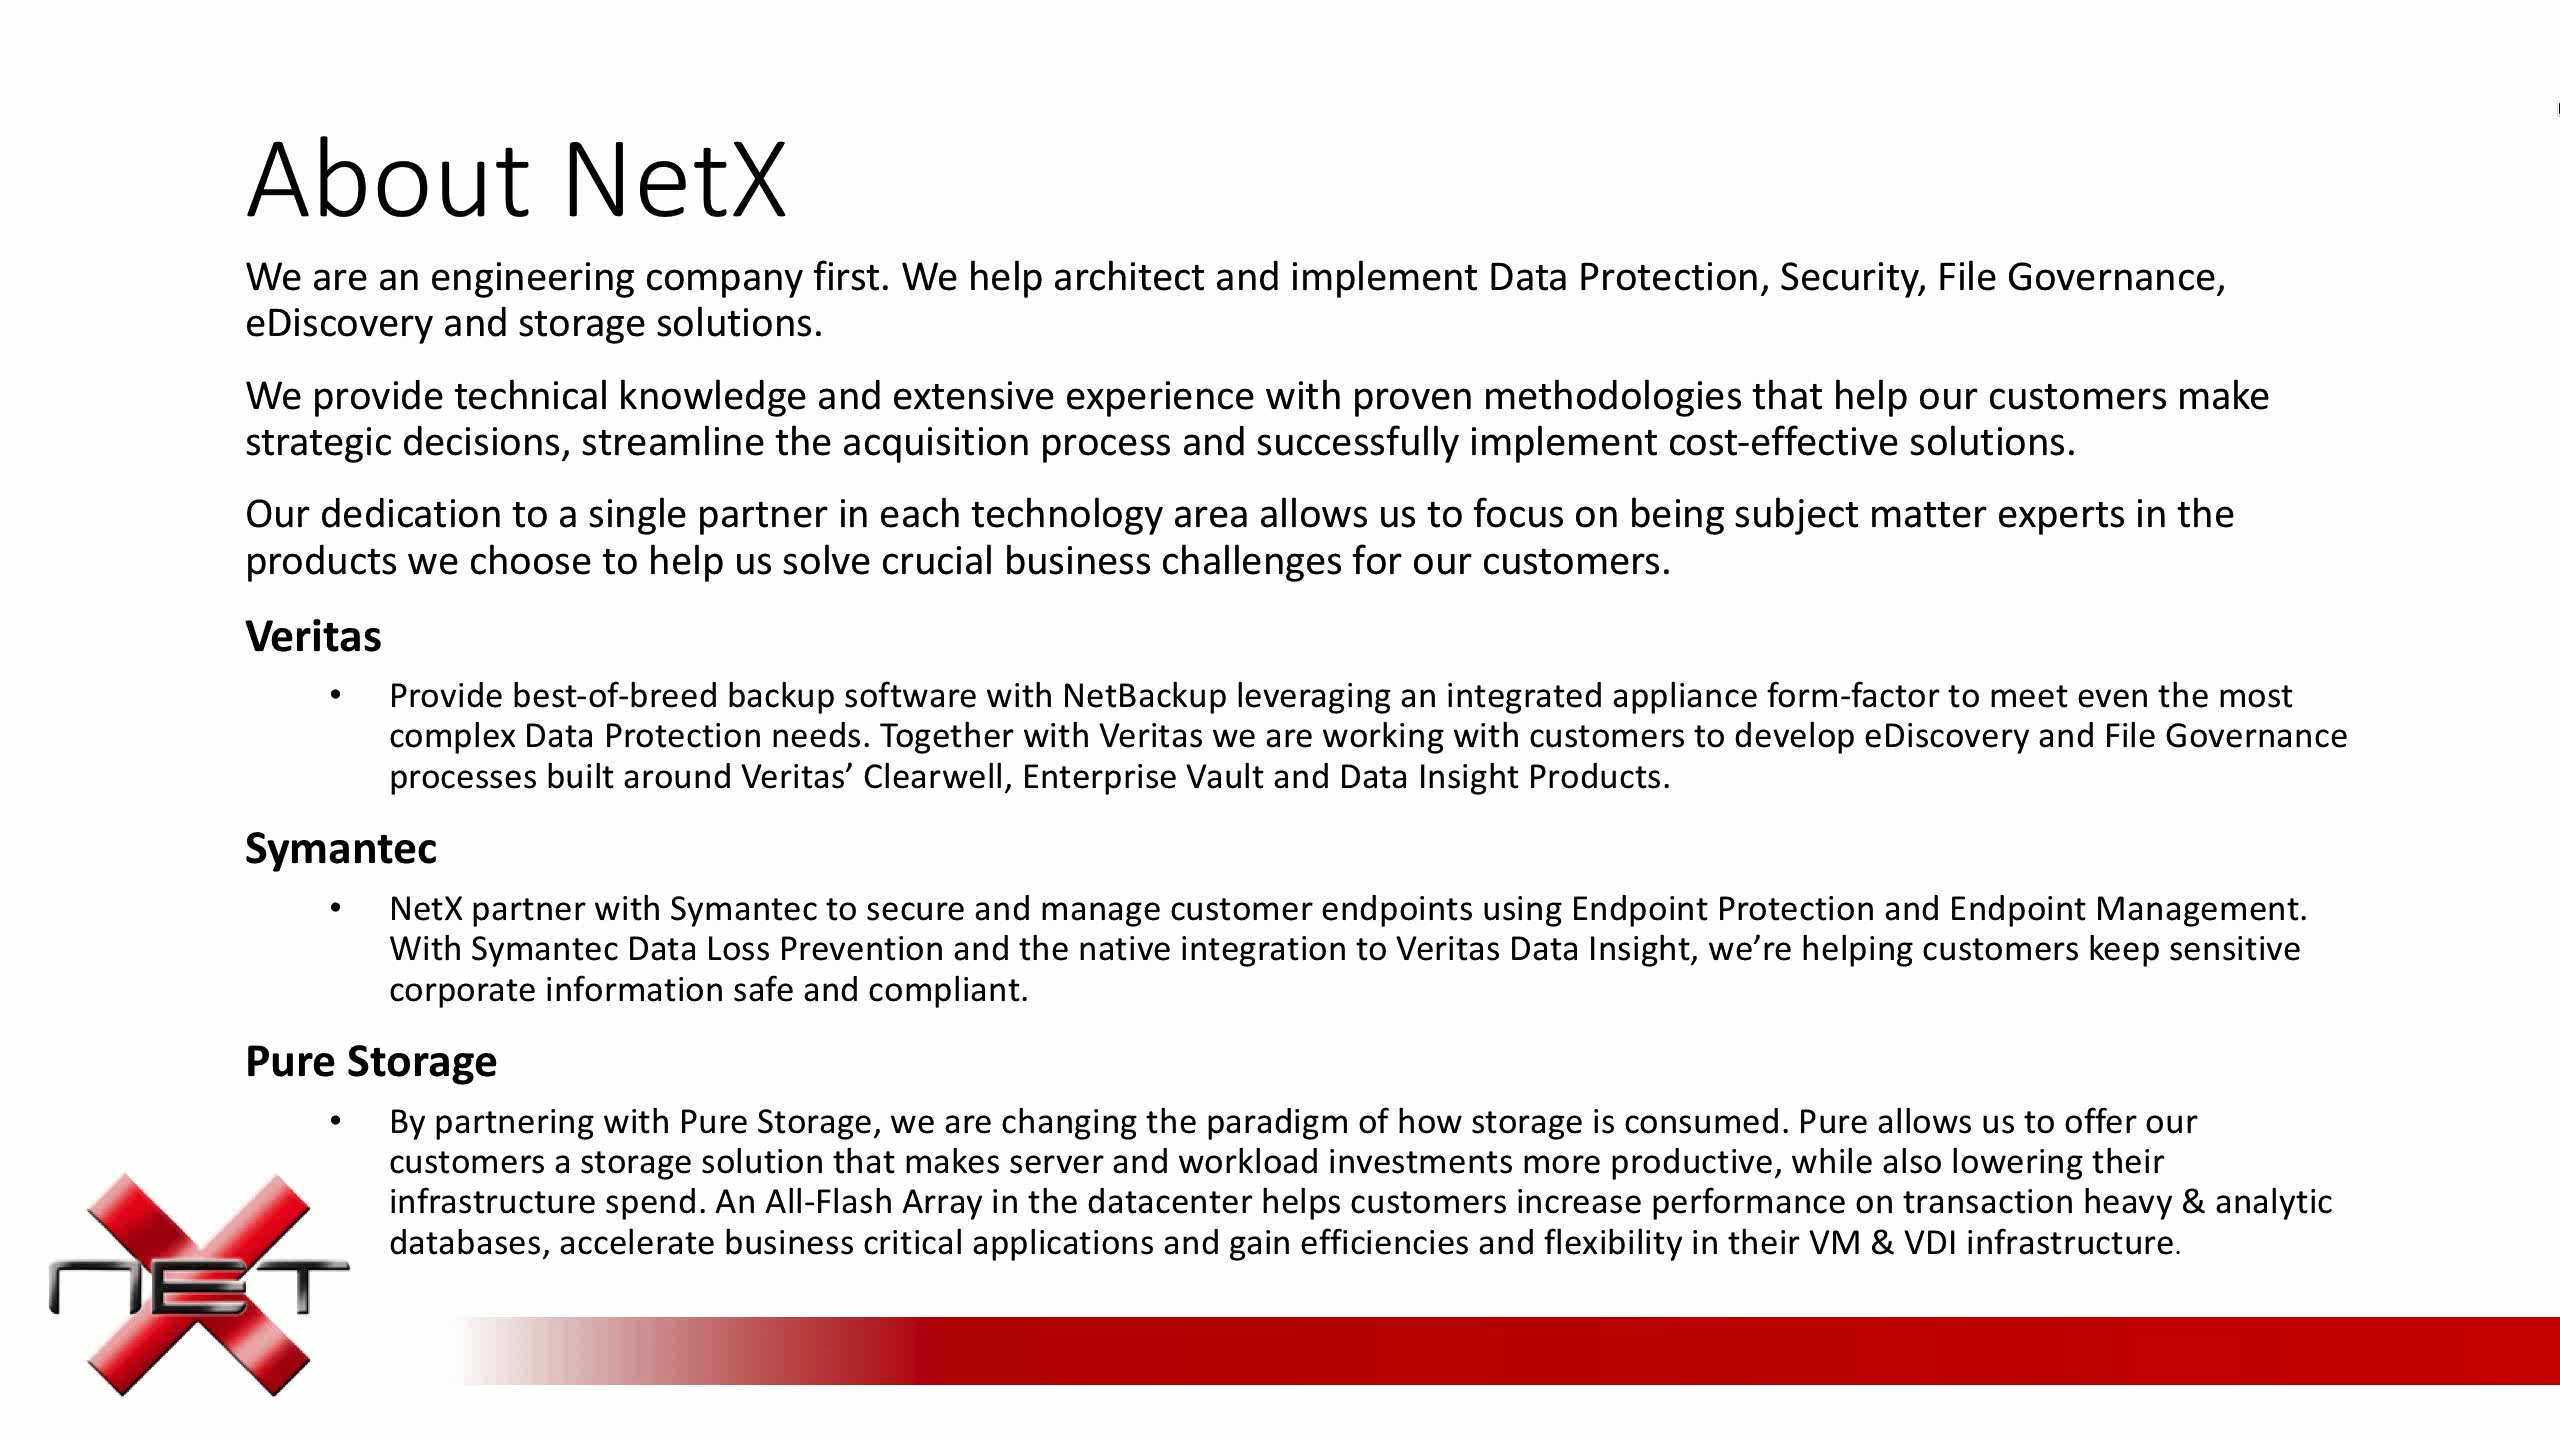 About NetX
We are an engineering company first. We help architect and implement Data Protection, Security, File Governance,
eDiscovery and storage solutions.
We provide technical knowledge and extensive experience with proven methodologies that help our customers make
strategic decisions, streamline the acquisition process and successfully implement cost-effective solutions.
Our dedication to a single partner in each technology area allows us to focus on being subject matter experts in the
products we choose to help us solve crucial business challenges for our customers.
Veritas
• Provide best-of-breed backup software with NetBackup leveraging an integrated appliance form-factor to meet even the most
complex Data Protection needs. Together with Veritas we are working with customers to develop eDiscovery and File Governance
processes built around Veritas’ Clearwell, Enterprise Vault and Data Insight Products.
Symantec
• NetX partner with Symantec to secure and manage customer endpoints using Endpoint Protection and Endpoint Management.
With Symantec Data Loss Prevention and the native integration to Veritas Data Insight, we’re helping customers keep sensitive
corporate information safe and compliant.
Pure Storage
• By partnering with Pure Storage, we are changing the paradigm of how storage is consumed. Pure allows us to offer our
customers a storage solution that makes server and workload investments more productive, while also lowering their
infrastructure spend. An All-Flash Array in the datacenter helps customers increase performance on transaction heavy & analytic
databases, accelerate business critical applications and gain efficiencies and flexibility in their VM & VDI infrastructure.
NET X